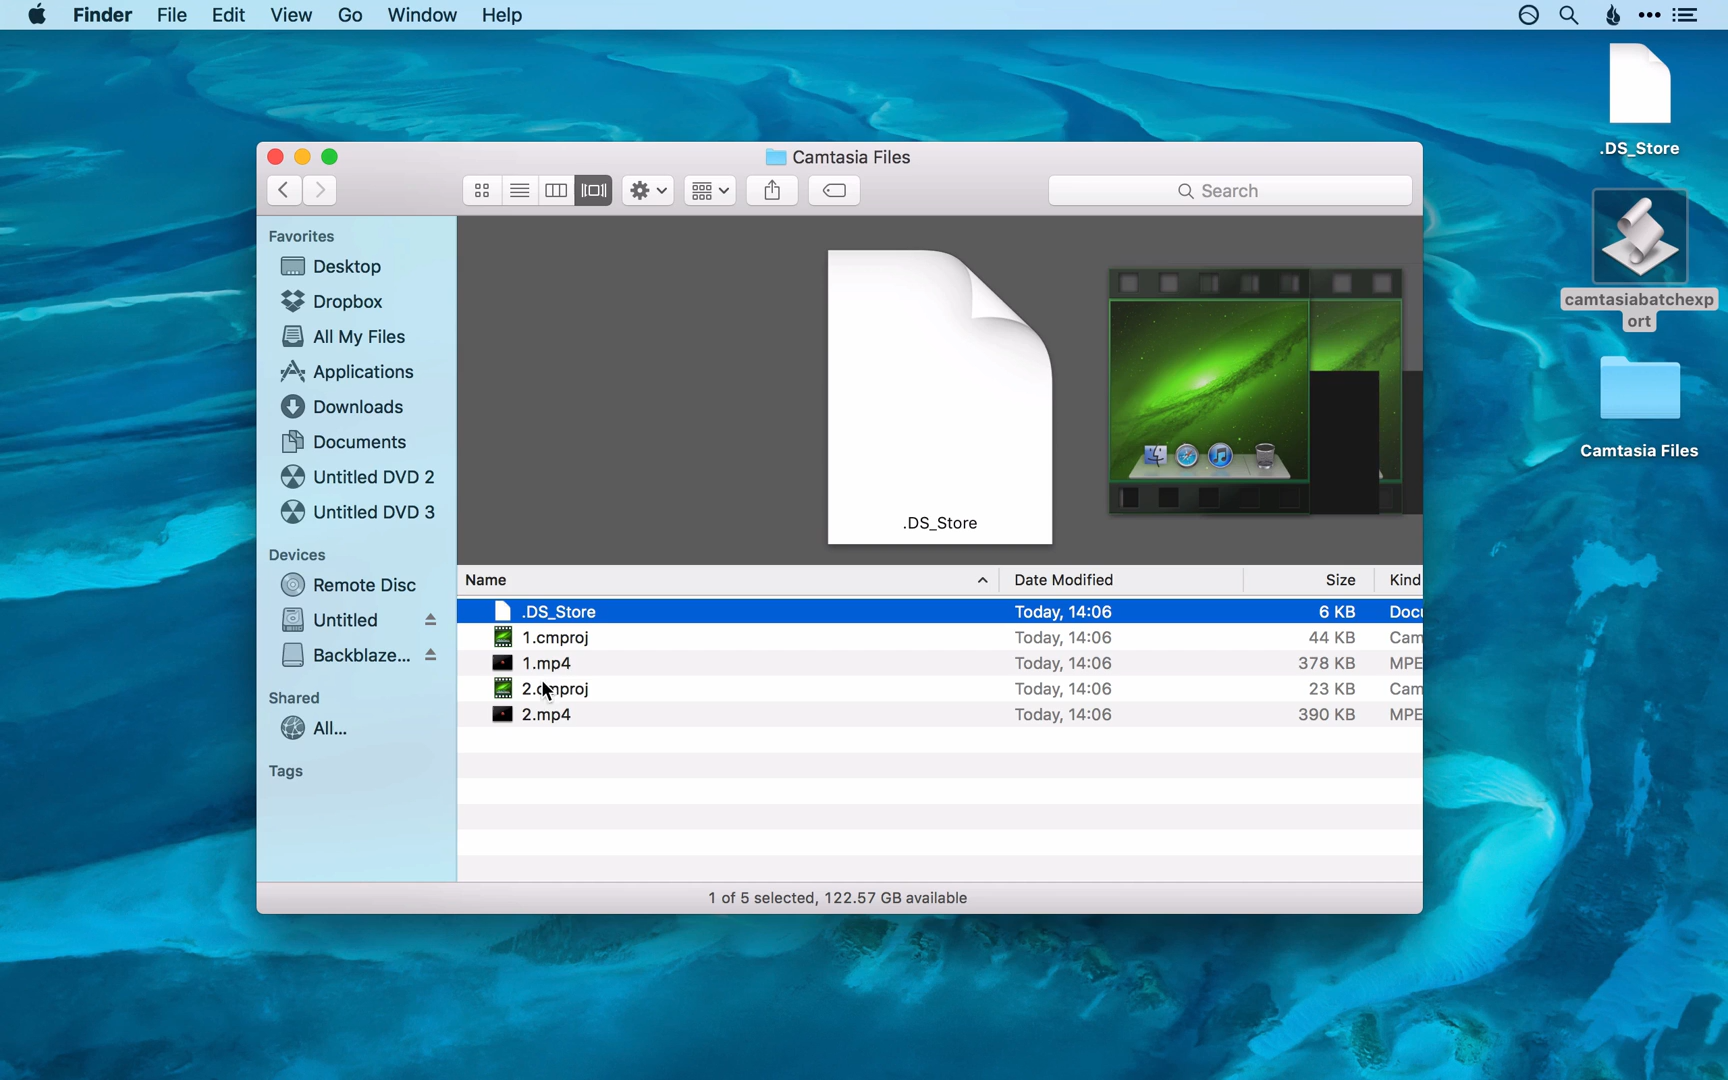 Finder File Edit View Go Window Help
.DS_Store
camtasiabatchexp
ort
Camtasia Files
Camtasia Files
Search
Favorites
Desktop
Dropbox
All My Files
Applications
Downloads
Documents
Untitled DVD 2
Untitled DVD 3
Devices
Remote Disc
Untitled
Backblaze...
Shared
All...
Tags
.DS_Store
Name Date Modified Size Kind
.DS_Store Today, 14:06 6 KB Docu
1.cmproj Today, 14:06 44 KB Cam
1.mp4 Today, 14:06 378 KB MPE
2.cmproj Today, 14:06 23 KB Cam
2.mp4 Today, 14:06 390 KB MPE
1 of 5 selected, 122.57 GB available